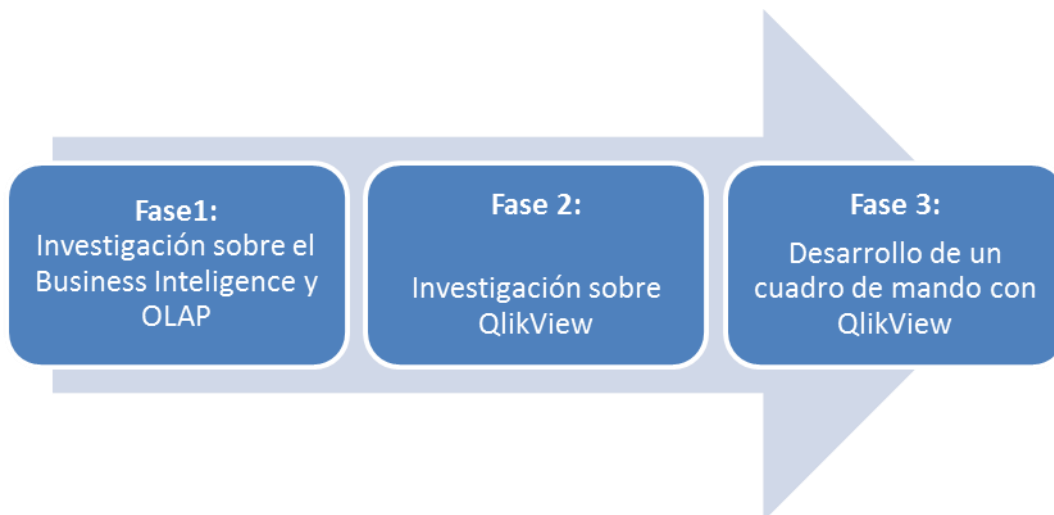 Fase1:
Investigación sobre el
Business Inteligence y
OLAP
Fase 2:
Investigación sobre
QlikView
Fase 3:
Desarrollo de un
cuadro de mando con
QlikView